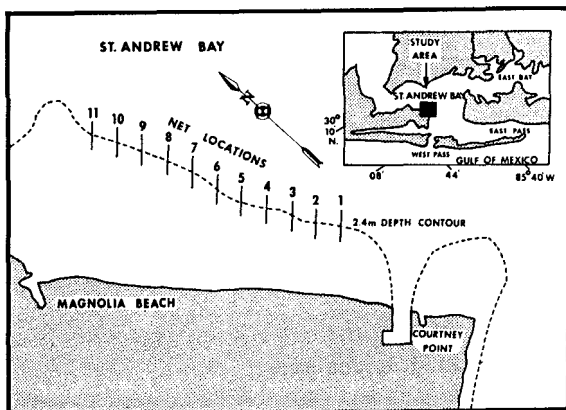 ST. ANDREW BAY
N
NET LOCATIONS
11 10 9 8 7 6 5 4 3 2 1
2.4m DEPTH CONTOUR
MAGNOLIA BEACH
COURTNEY
POINT
STUDY
AREA
EAST BAY
ST. ANDREW BAY
30°
10
N.
EAST PASS
WEST PASS
GULF OF MEXICO
08' 44' 85° 40' W